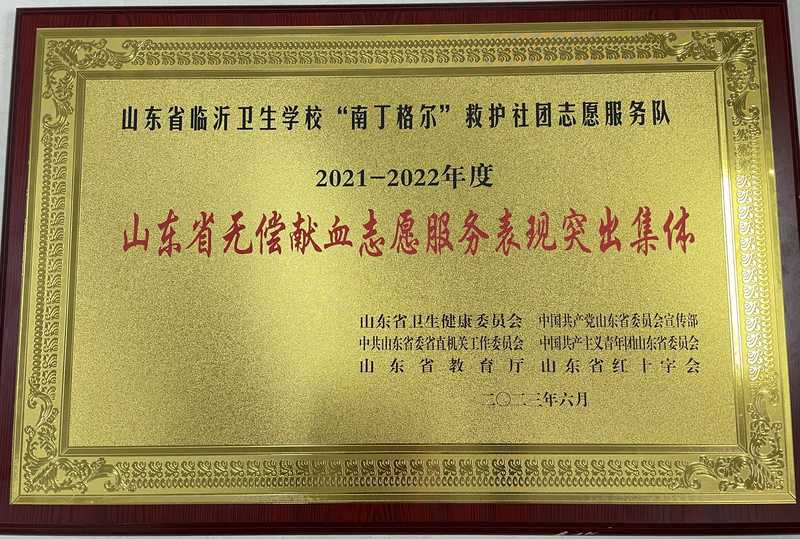 山东省临沂卫生学校“南丁格尔”救护社团志愿服务队
2021-2022年度
山东省无偿献血志愿服务表现突出集体
山东省卫生健康委员会 中国共产党山东省委员会宣传部
中共山东省委省直机关工作委员会 中国共产主义青年团山东省委员会
山东省教育厅 山东省红十字会
二〇二三年六月